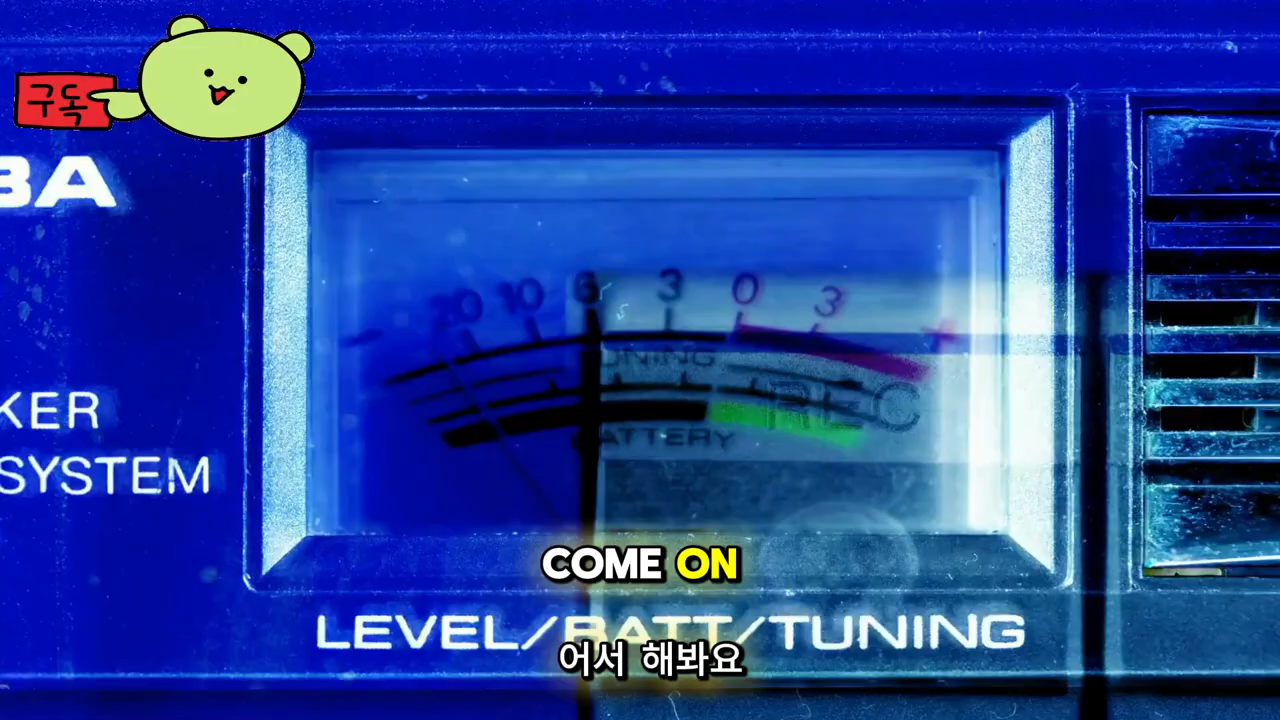 구독
BA
20 10 6 3 0 3
TUNING
REC
BATTERY
KER
SYSTEM
COME ON
LEVEL/BATT/TUNING
어서 해봐요